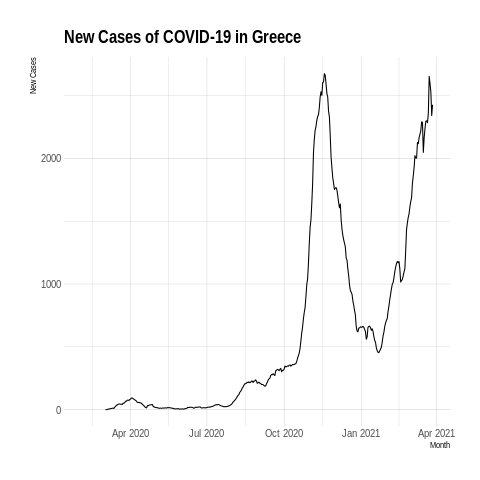 New Cases of COVID-19 in Greece
New Cases
2000
1000
0
Apr 2020 Jul 2020 Oct 2020 Jan 2021 Apr 2021
Month